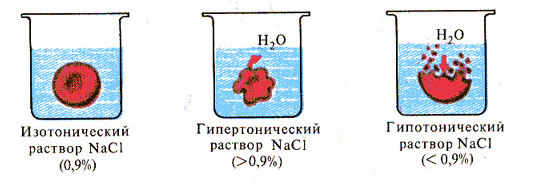 H₂O
H₂O
Изотонический
раствор NaCl
(0,9%)
Гипертонический
раствор NaCl
(>0,9%)
Гипотонический
раствор NaCl
(< 0,9%)